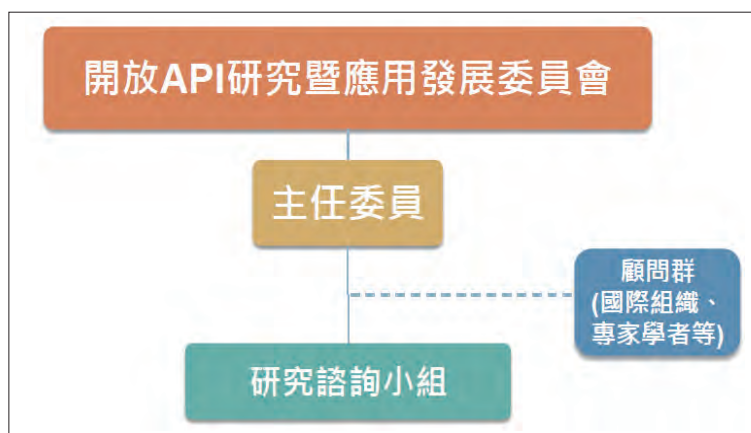 開放API研究暨應用發展委員會
主任委員
顧問群
(國際組織、
專家學者等)
研究諮詢小組